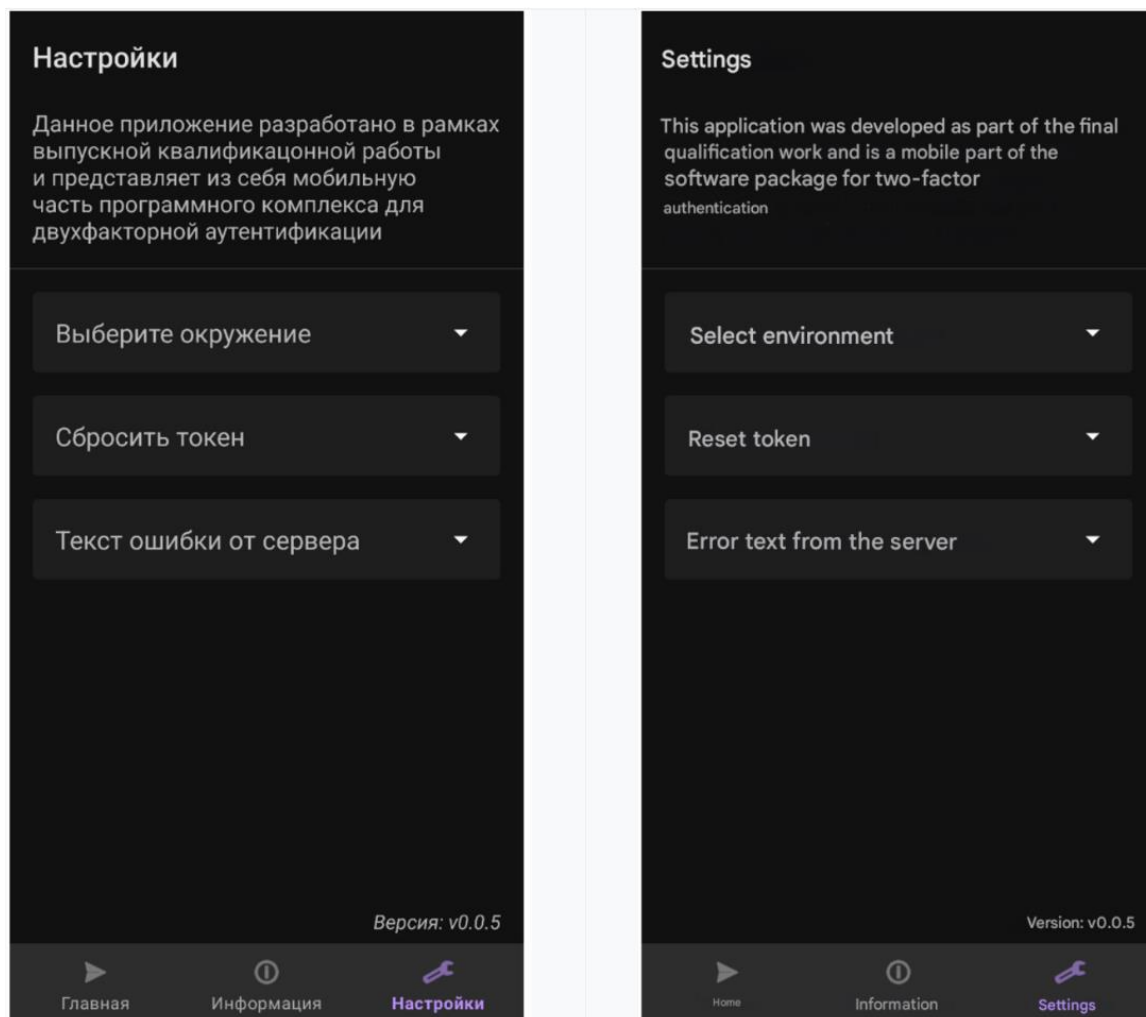 Настройки
Данное приложение разработано в рамках
выпускной квалификацонной работы
и представляет из себя мобильную
часть программного комплекса для
двухфакторной аутентификации
Выберите окружение
Сбросить токен
Текст ошибки от сервера
Версия: v0.0.5
Главная
Информация
Настройки
Settings
This application was developed as part of the final
qualification work and is a mobile part of the
software package for two-factor
authentication
Select environment
Reset token
Error text from the server
Version: v0.0.5
Home
Information
Settings